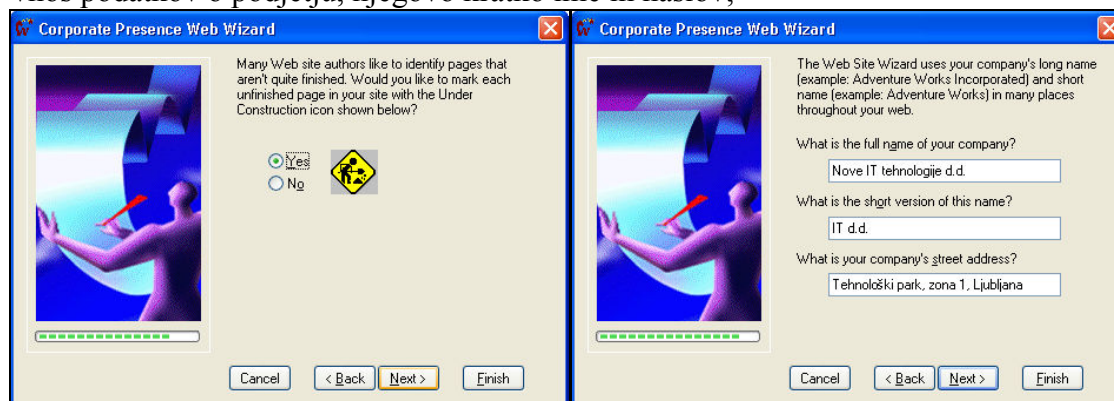 vnos podatkov o podjetju, njegovo kratko ime in naslov,
Corporate Presence Web Wizard
Many Web site authors like to identify pages that
aren't quite finished. Would you like to mark each
unfinished page in your site with the Under
Construction icon shown below?
Yes
No
Cancel
< Back
Next >
Finish
Corporate Presence Web Wizard
The Web Site Wizard uses your company's long name
(example: Adventure Works Incorporated) and short
name (example: Adventure Works) in many places
throughout your web.
What is the full name of your company?
Nove IT tehnologije d.d.
What is the short version of this name?
IT d.d.
What is your company's street address?
Tehnološki park, zona 1, Ljubljana
Cancel
< Back
Next >
Finish